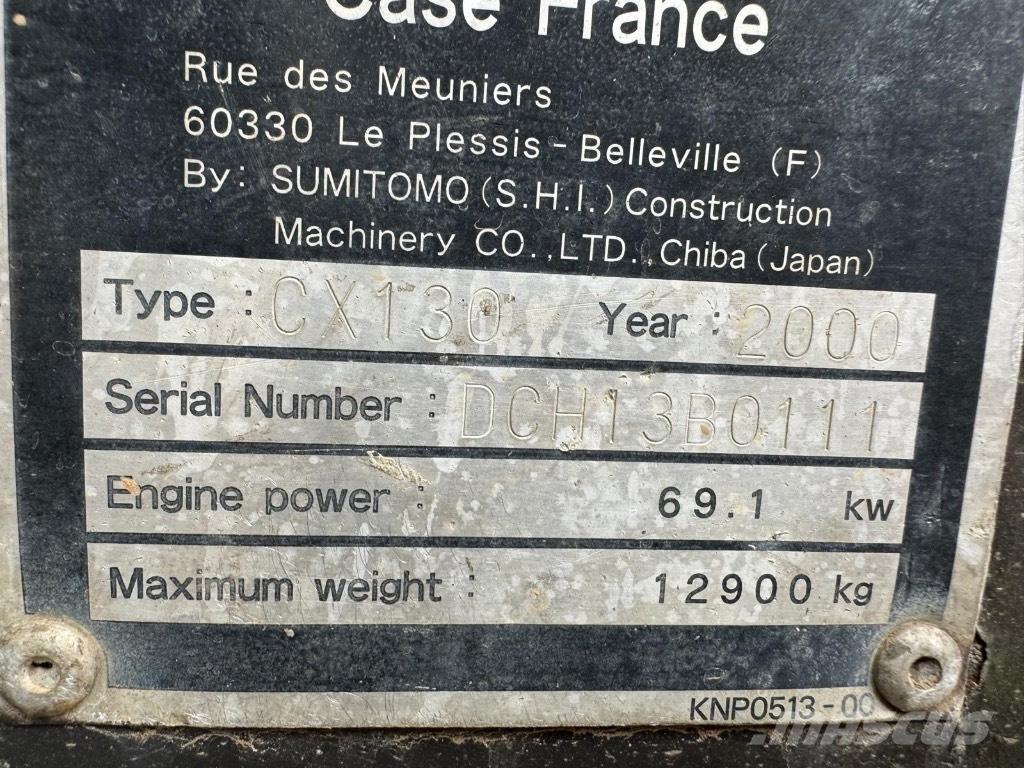 Case France
Rue des Meuniers
60330 Le Plessis-Belleville (F)
By: SUMITOMO (S.H.I.) Construction
Machinery CO.,LTD., Chiba (Japan)
Type : CX130 Year : 2000
Serial Number : DCH13B0111
Engine power : 69.1 kw
Maximum weight : 12900 kg
KNP0513-00
MASCUS